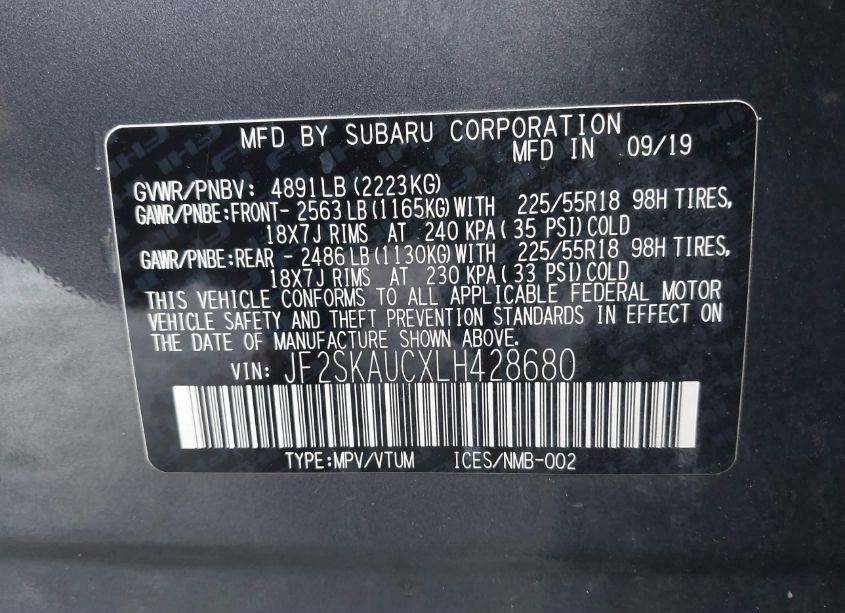 MFD BY SUBARU CORPORATION
MFD IN 09/19
GVWR/PNBV: 4891LB(2223KG)
GAWR/PNBE:FRONT- 2563LB(1165KG)WITH 225/55R18 98H TIRES,
18X7J RIMS AT 240 KPA(35 PSI)COLD
GAWR/PNBE:REAR - 2486LB(1130KG)WITH 225/55R18 98H TIRES,
18X7J RIMS AT 230 KPA(33 PSI)COLD
THIS VEHICLE CONFORMS TO ALL APPLICABLE FEDERAL MOTOR
VEHICLE SAFETY AND THEFT PREVENTION STANDARDS IN EFFECT ON
THE DATE OF MANUFACTURE SHOWN ABOVE.
VIN: JF2SKAUCXLH428680
TYPE:MPV/VTUM ICES/NMB-002